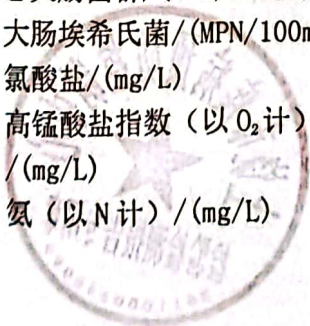 大肠埃希氏菌/(MPN/100m
氯酸盐/(mg/L)
高锰酸盐指数（以O₂计）
/(mg/L)
氨（以N计）/(mg/L)